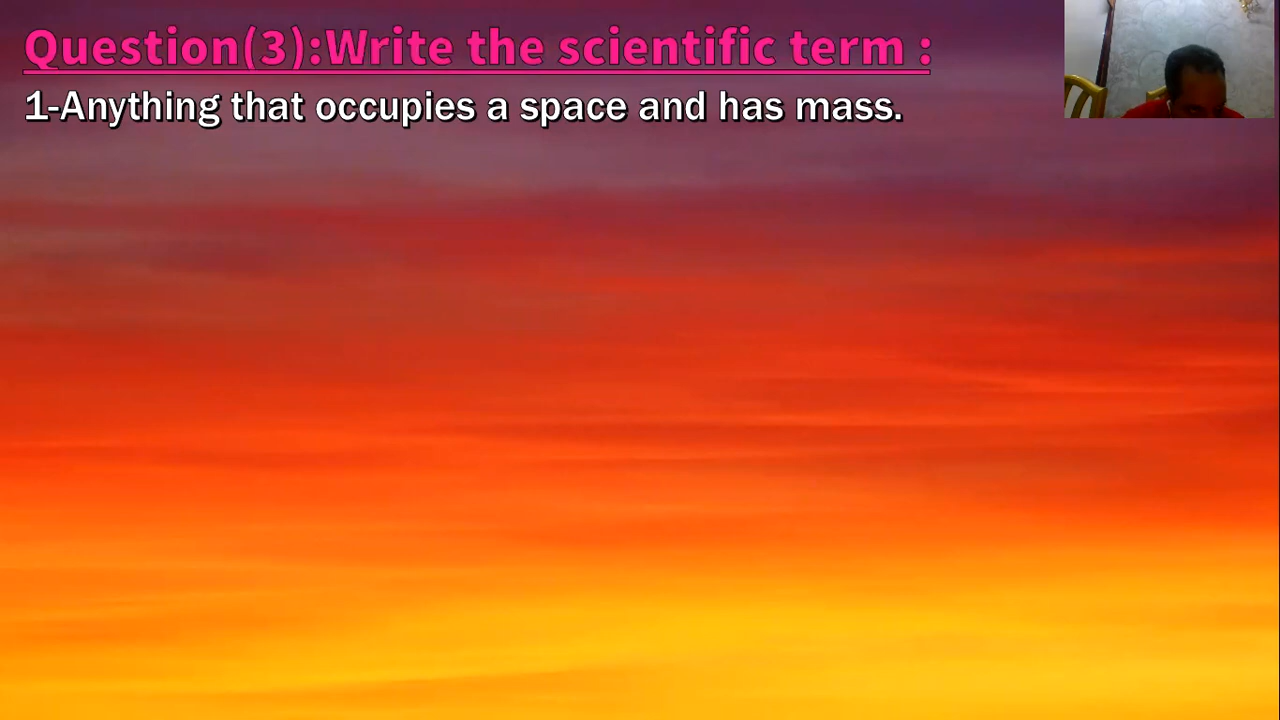 Question(3):Write the scientific term :
1-Anything that occupies a space and has mass.